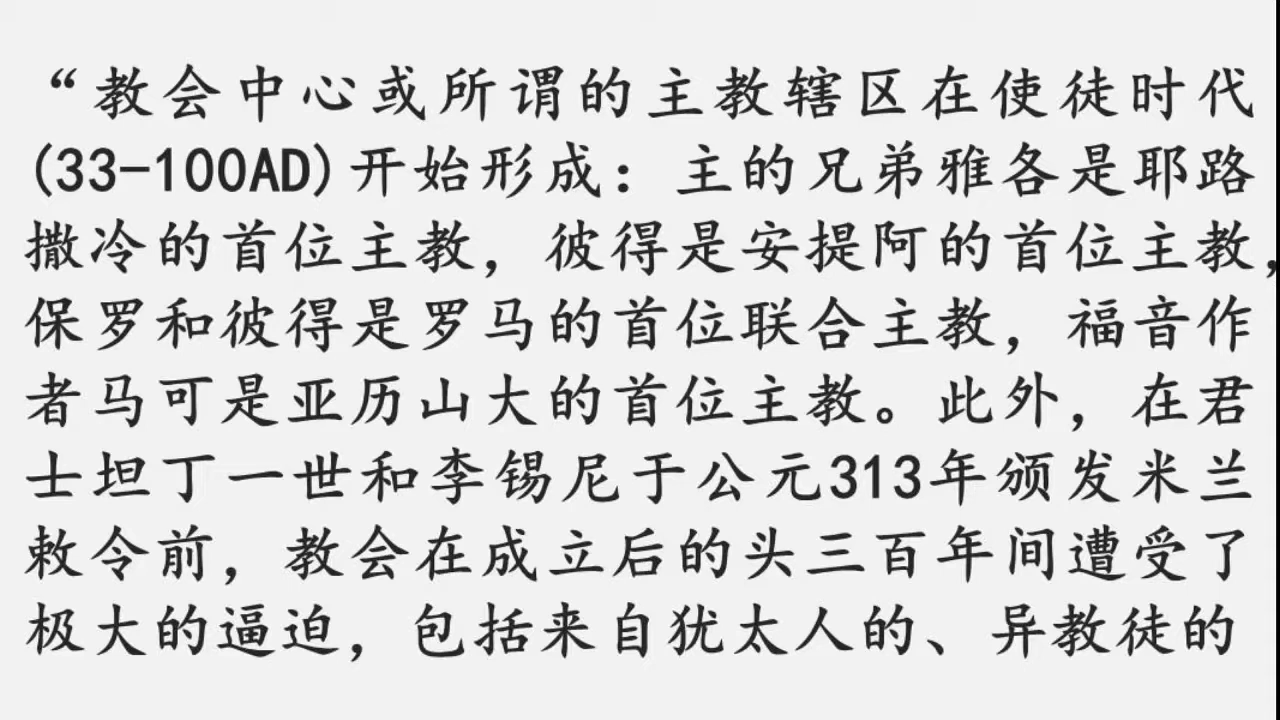 “教会中心或所谓的主教辖区在使徒时代
(33-100AD)开始形成：主的兄弟雅各是耶路
撒冷的首位主教，彼得是安提阿的首位主教，
保罗和彼得是罗马的首位联合主教，福音作
者马可是亚历山大的首位主教。此外，在君
士坦丁一世和李锡尼于公元313年颁发米兰
敕令前，教会在成立后的头三百年间遭受了
极大的逼迫，包括来自犹太人的、异教徒的